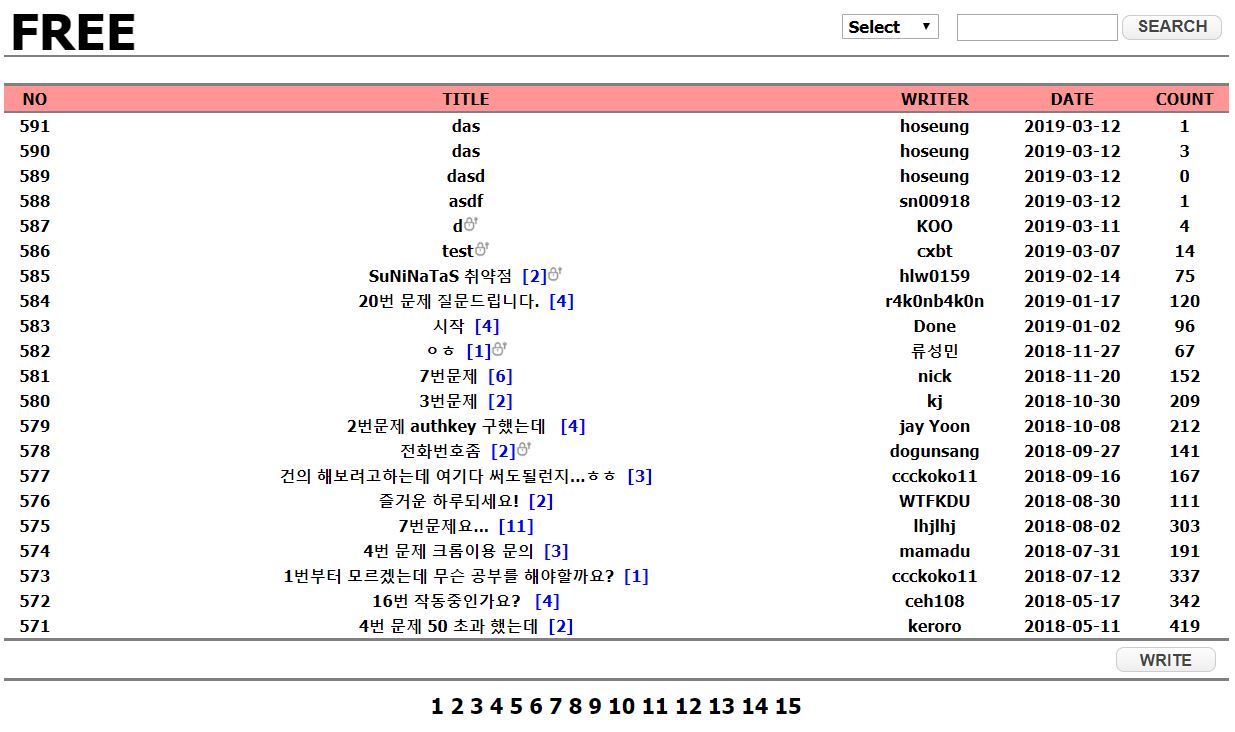 FREE Select SEARCH
NO TITLE WRITER DATE COUNT
591 das hoseung 2019-03-12 1
590 das hoseung 2019-03-12 3
589 dasd hoseung 2019-03-12 0
588 asdf sn00918 2019-03-12 1
587 d KOO 2019-03-11 4
586 test cxbt 2019-03-07 14
585 SuNiNaTaS 취약점 [2] hlw0159 2019-02-14 75
584 20번 문제 질문드립니다. [4] r4k0nb4k0n 2019-01-17 120
583 시작 [4] Done 2019-01-02 96
582 ㅇㅎ [1] 류성민 2018-11-27 67
581 7번문제 [6] nick 2018-11-20 152
580 3번문제 [2] kj 2018-10-30 209
579 2번문제 authkey 구했는데 [4] jay Yoon 2018-10-08 212
578 전화번호좀 [2] dogunsang 2018-09-27 141
577 건의 해보려고하는데 여기다 써도될런지...ㅎㅎ [3] ccckoko11 2018-09-16 167
576 즐거운 하루되세요! [2] WTFKDU 2018-08-30 111
575 7번문제요... [11] lhjlhj 2018-08-02 303
574 4번 문제 크롬이용 문의 [3] mamadu 2018-07-31 191
573 1번부터 모르겠는데 무슨 공부를 해야할까요? [1] ccckoko11 2018-07-12 337
572 16번 작동중인가요? [4] ceh108 2018-05-17 342
571 4번 문제 50 초과 했는데 [2] keroro 2018-05-11 419
WRITE
1 2 3 4 5 6 7 8 9 10 11 12 13 14 15